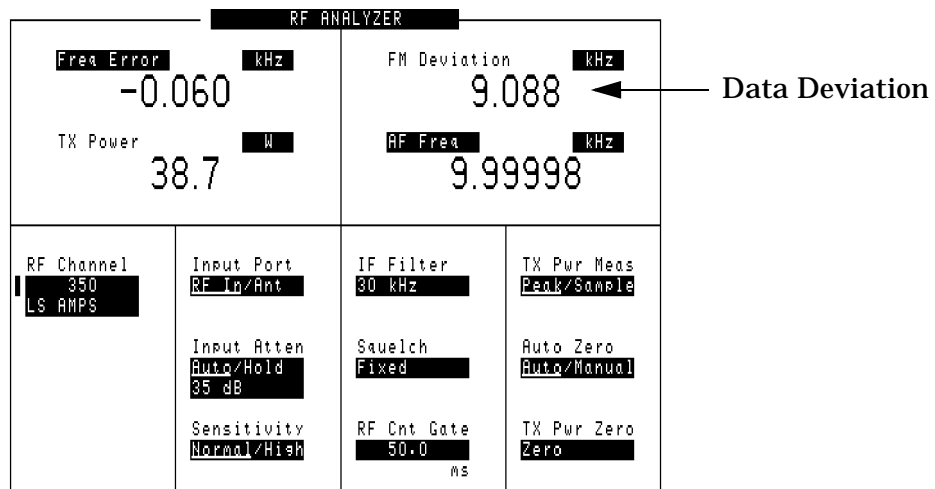 RF ANALYZER
Freq Error kHz
-0.060
TX Power W
38.7
FM Deviation kHz
9.088
Data Deviation
AF Freq kHz
9.99998
RF Channel
350
LS AMPS
Input Port
RF In/Ant
Input Atten
Auto/Hold
35 dB
Sensitivity
Normal/High
IF Filter
30 kHz
Squelch
Fixed
RF Cnt Gate
50.0
ms
TX Pwr Meas
Peak/Sample
Auto Zero
Auto/Manual
TX Pwr Zero
Zero